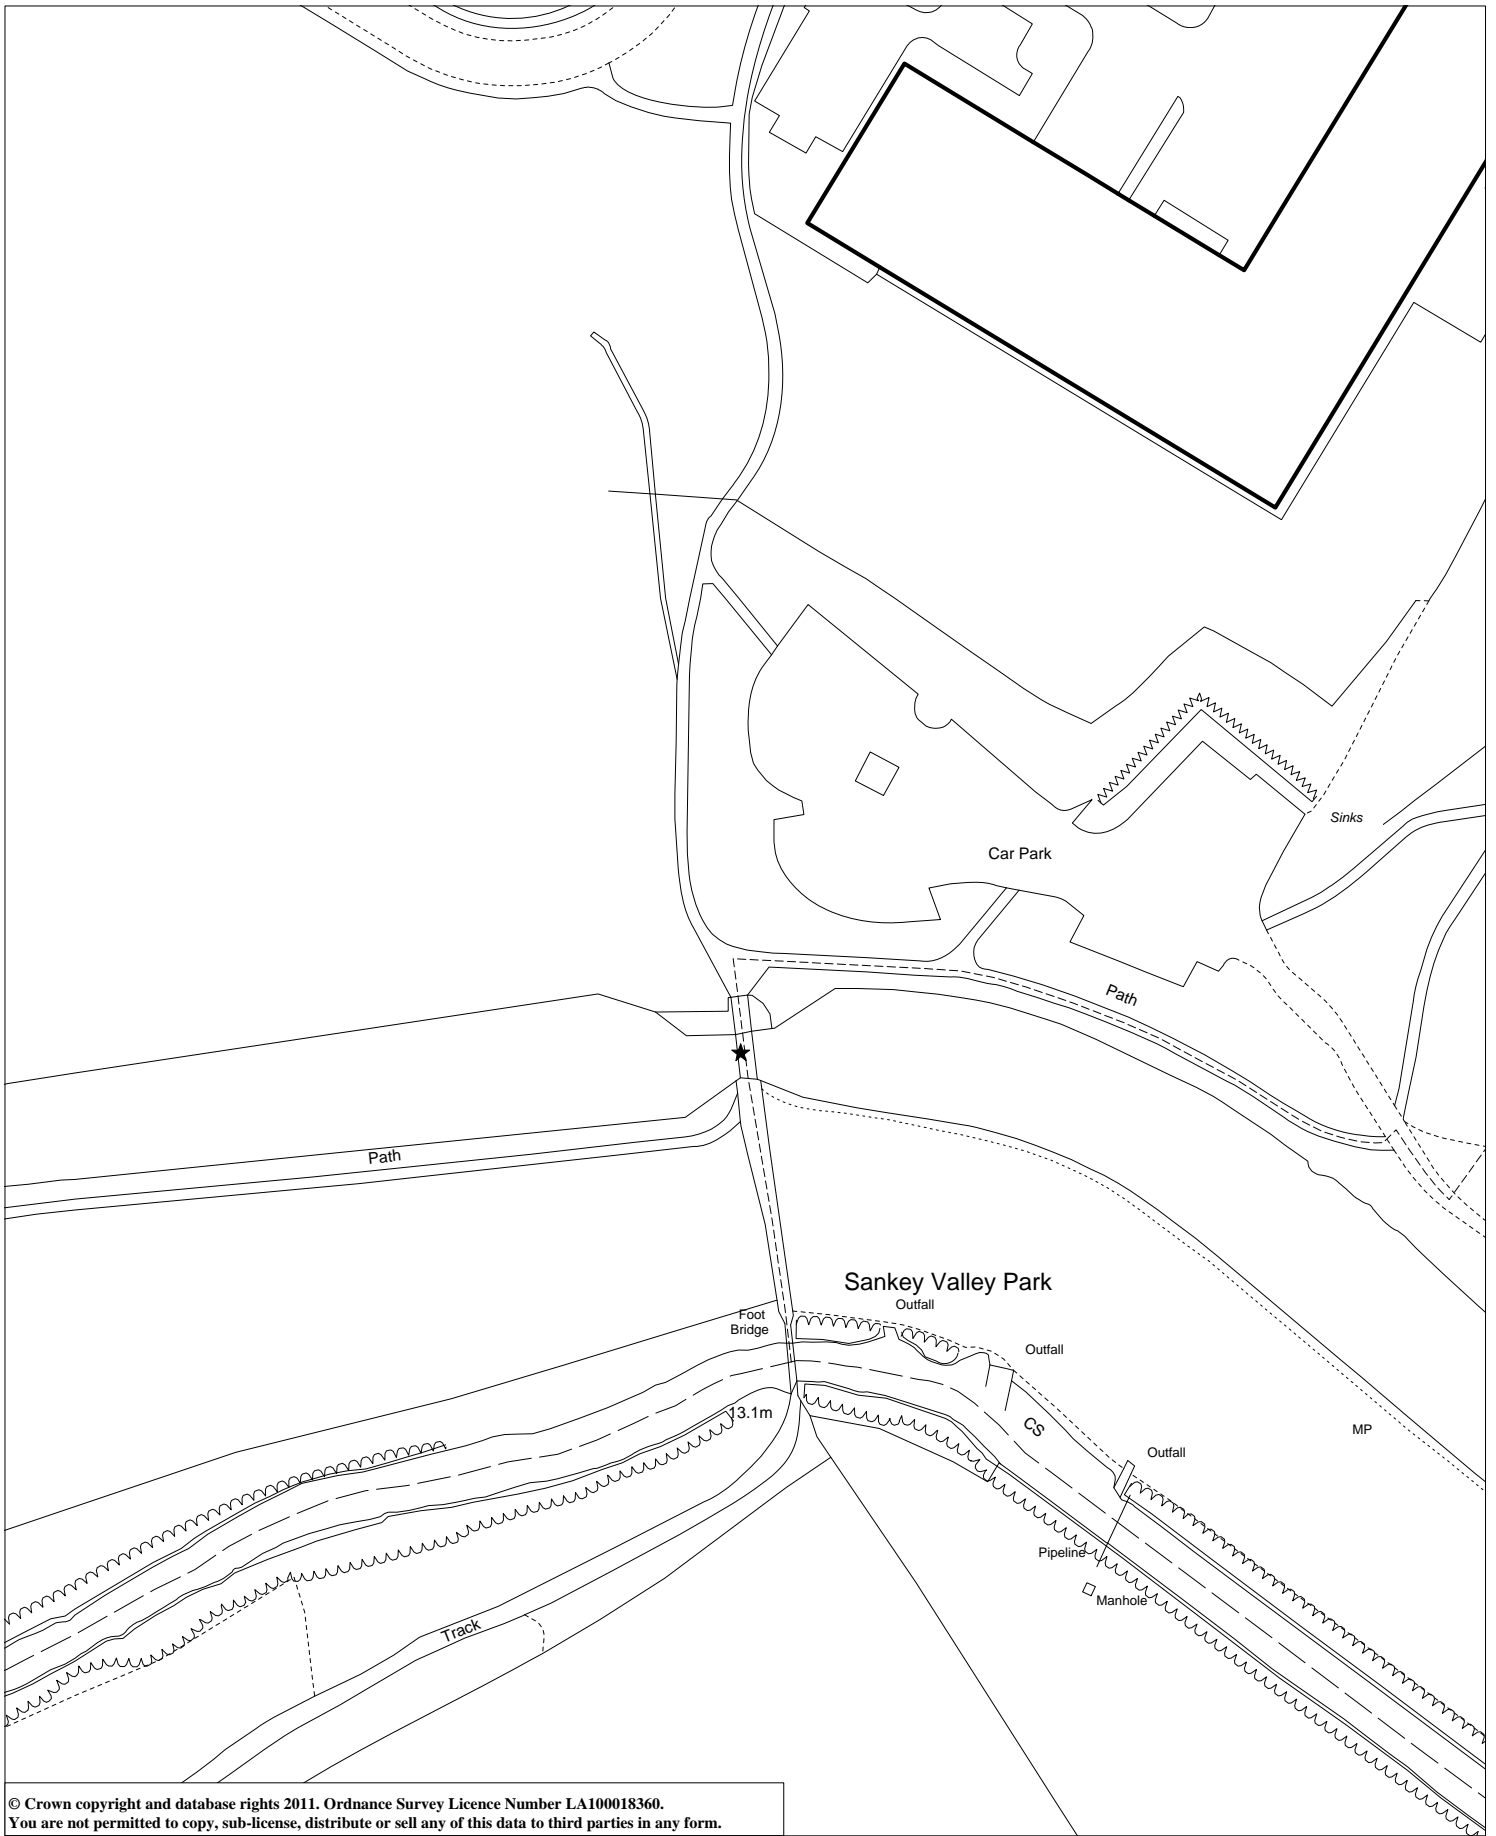 Sinks
Car Park
Path
Path
Sankey Valley Park
Outfall
Foot
Bridge
Outfall
13.1m
CS
MP
Outfall
Pipeline
Manhole
Track
© Crown copyright and database rights 2011. Ordnance Survey Licence Number LA100018360.
You are not permitted to copy, sub-license, distribute or sell any of this data to third parties in any form.